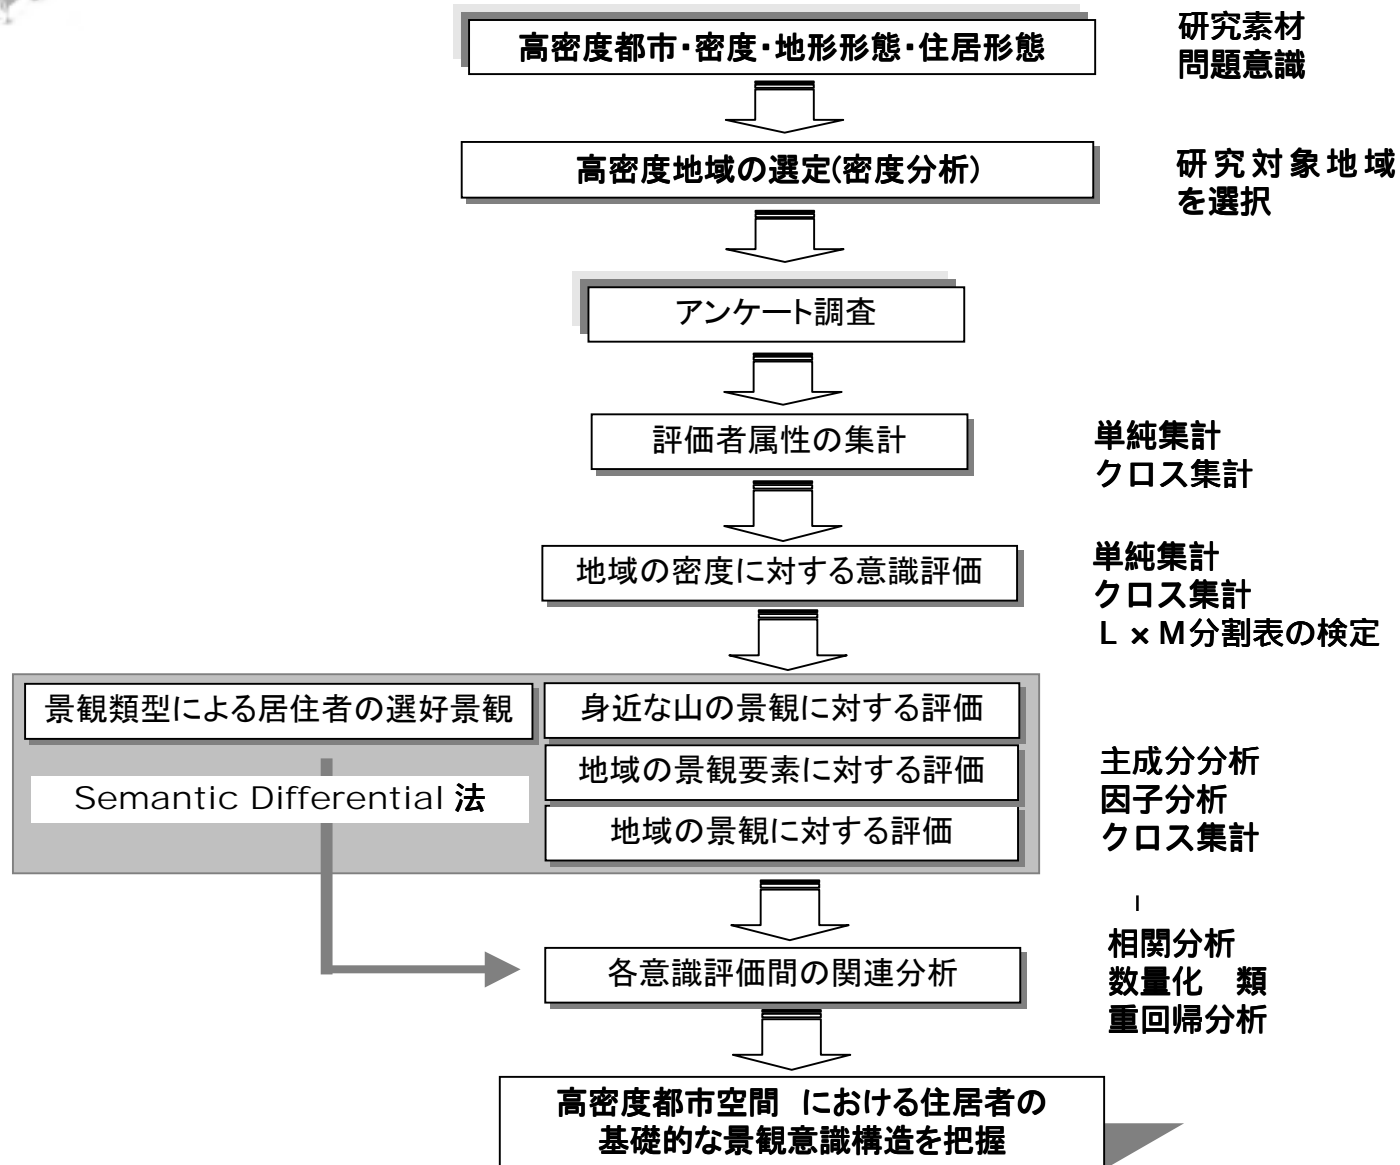 高密度都市・密度・地形形態・住居形態
研究素材
問題意識
高密度地域の選定(密度分析)
研究対象地域
を選択
アンケート調査
評価者属性の集計
単純集計
クロス集計
地域の密度に対する意識評価
単純集計
クロス集計
L×M分割表の検定
景観類型による居住者の選好景観
Semantic Differential 法
身近な山の景観に対する評価
地域の景観要素に対する評価
地域の景観に対する評価
主成分分析
因子分析
クロス集計
各意識評価間の関連分析
相関分析
数量化 類
重回帰分析
高密度都市空間 における住居者の
基礎的な景観意識構造を把握